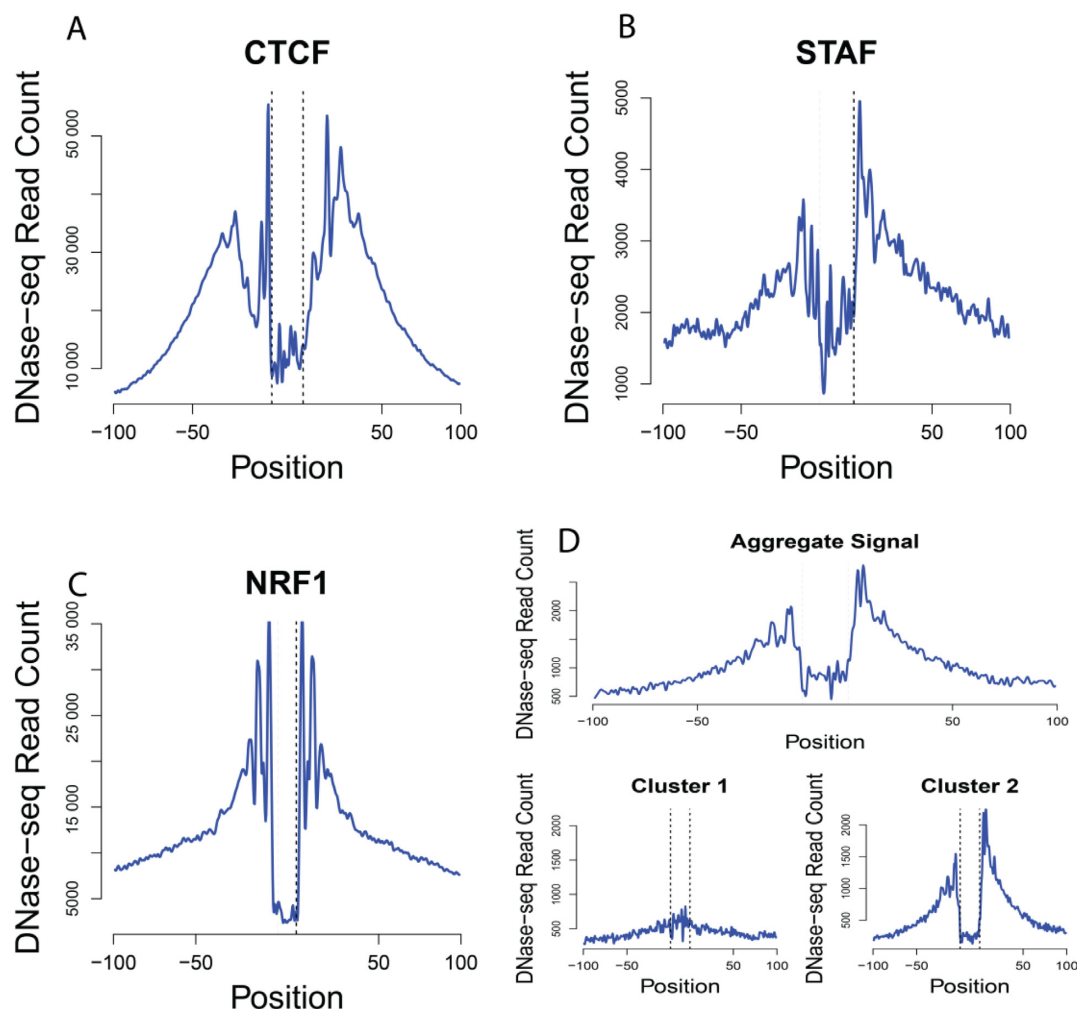 A
CTCF
DNase-seq Read Count
50 000
30 000
10 000
-100
-50
50
100
Position
B
STAF
DNase-seq Read Count
5000
4000
3000
2000
1000
-100
-50
50
100
Position
C
NRF1
DNase-seq Read Count
35 000
25 000
15 000
5000
-100
-50
50
100
Position
D
Aggregate Signal
DNase-seq Read Count
2000
1000
500
-100
-50
50
100
Position
Cluster 1
DNase-seq Read Count
2000
1500
1000
500
-100
-50
50
100
Position
Cluster 2
DNase-seq Read Count
2000
1500
1000
500
-100
-50
50
100
Position